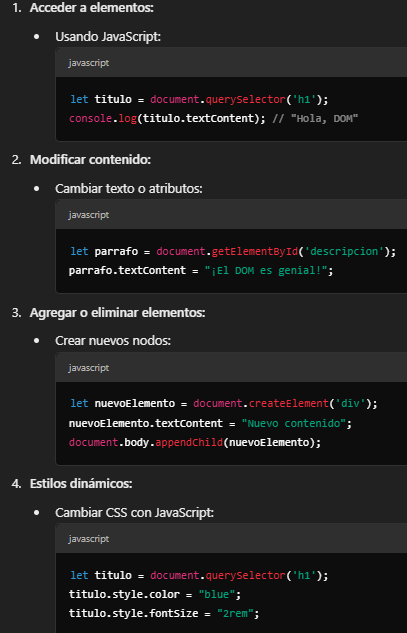 1. Acceder a elementos:
• Usando JavaScript:
javascript
let titulo = document.querySelector('h1');
console.log(titulo.textContent); // "Hola, DOM"
2. Modificar contenido:
• Cambiar texto o atributos:
javascript
let parrafo = document.getElementById('descripcion');
parrafo.textContent = "¡El DOM es genial!";
3. Agregar o eliminar elementos:
• Crear nuevos nodos:
javascript
let nuevoElemento = document.createElement('div');
nuevoElemento.textContent = "Nuevo contenido";
document.body.appendChild(nuevoElemento);
4. Estilos dinámicos:
• Cambiar CSS con JavaScript:
javascript
let titulo = document.querySelector('h1');
titulo.style.color = "blue";
titulo.style.fontSize = "2rem";